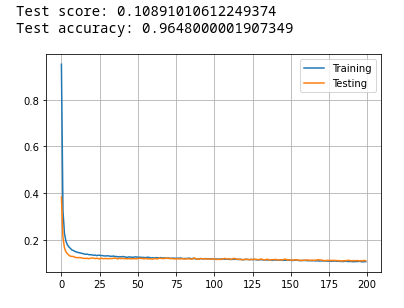 Test score: 0.10891010612249374
Test accuracy: 0.9648000001907349
Training
Testing
0.8
0.6
0.4
0.2
0 25 50 75 100 125 150 175 200